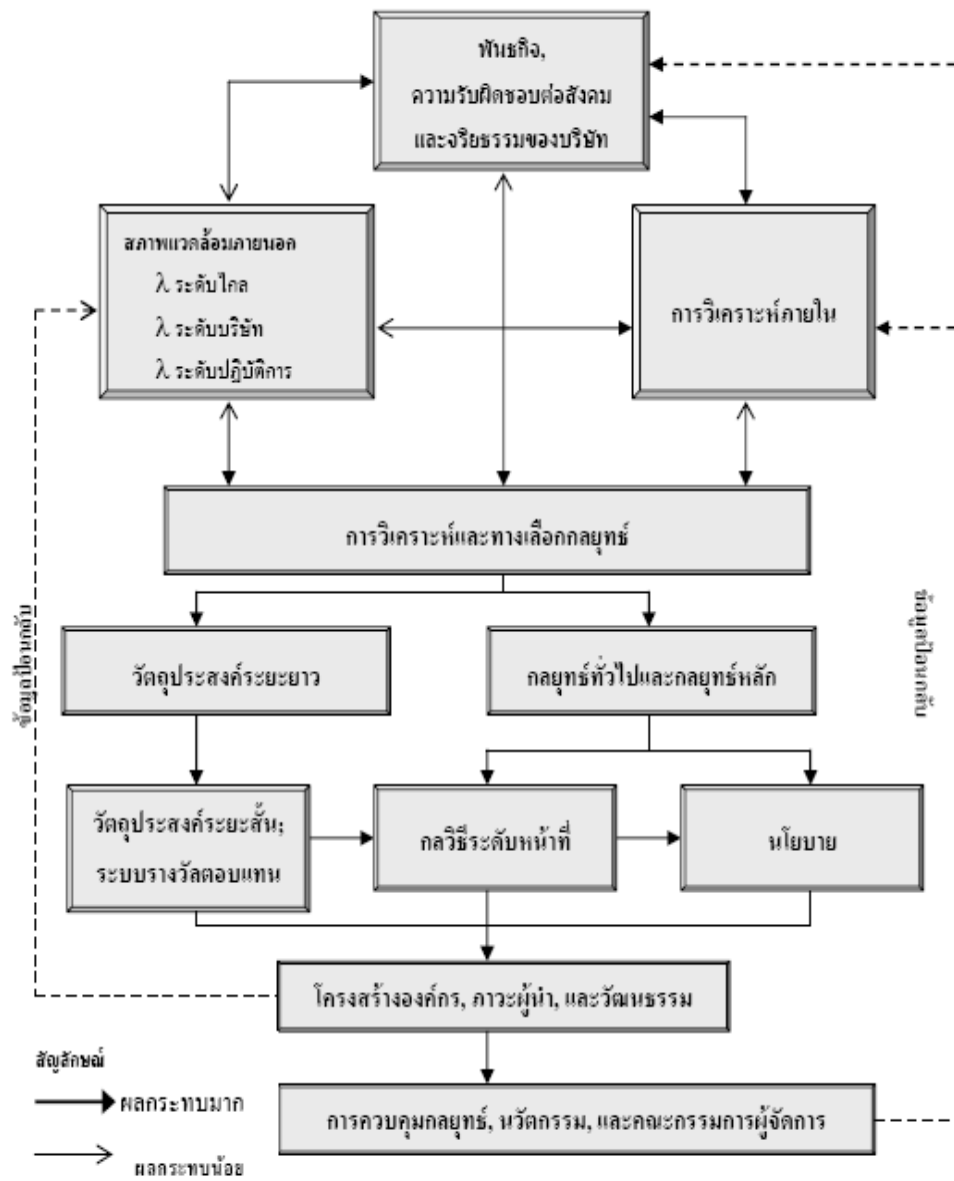 พันธกิจ,
ความรับผิดชอบต่อสังคม
และจริยธรรมของบริษัท
สภาพแวดล้อมภายนอก
λ ระดับไกล
λ ระดับบริษัท
λ ระดับปฏิบัติการ
การวิเคราะห์ภายใน
การวิเคราะห์และทางเลือกกลยุทธ์
ข้อมูลป้อนกลับ
วัตถุประสงค์ระยะยาว
กลยุทธ์ทั่วไปและกลยุทธ์หลัก
ข้อมูลป้อนกลับ
วัตถุประสงค์ระยะสั้น;
ระบบรางวัลตอบแทน
กลวิธีระดับหน้าที่
นโยบาย
โครงสร้างองค์กร, ภาวะผู้นำ, และวัฒนธรรม
สัญลักษณ์
ผลกระทบมาก
การควบคุมกลยุทธ์, นวัตกรรม, และคณะกรรมการผู้จัดการ
ผลกระทบน้อย